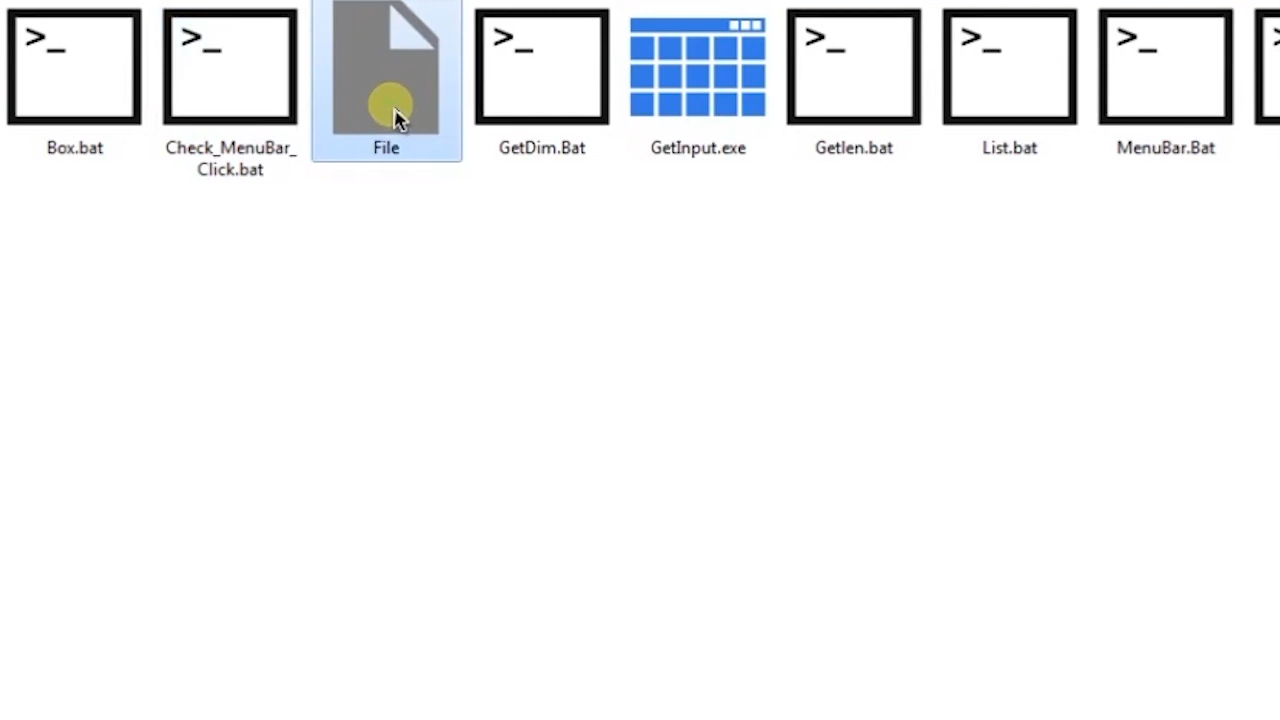 >_ >_ >_ >_ >_ >_
Box.bat Check_MenuBar_ File GetDim.Bat GetInput.exe Getlen.bat List.bat MenuBar.Bat
Click.bat